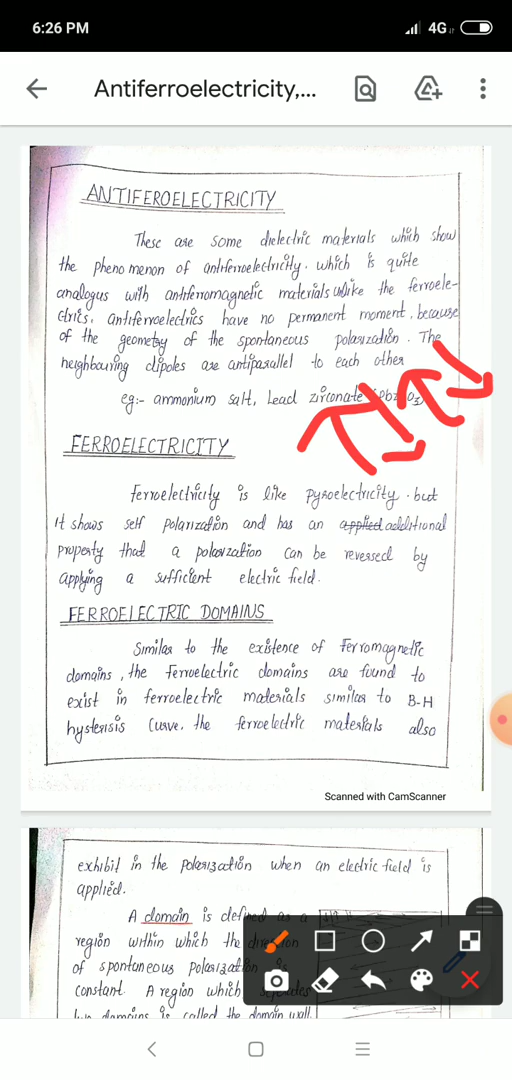 6:26 PM
4G
Antiferroelectricity,...
ANTIFEROELECTRICITY
These are some dielectric materials which show
the pheno menon of antiferroelectricity. which is quite
analogus with antiferromagnetic materials unlike the ferroele-
ctrics. antiferroelectrics have no permanent moment, because
of the geometry of the spontaneous polarization. The
neighbouring dipoles are antiparallel to each other
eg:- ammonium salt, Lead zirconate
FERROELECTRICITY
Ferroelectricity is like pyroelectricity. but
It shows self polarization and has an applied additional
property that a polarization can be reversed by
applying a sufficient electric field.
FERROELECTRIC DOMAINS
Similar to the existence of Ferromagnetic
domains, the Ferroelectric domains are found to
exist in ferroelectric materials similar to B-H
hysterisis Curve. the ferroelectric materials also
Scanned with CamScanner
exhibit in the polarization when an electric field is
applied.
A domain is defined as a
region within which the direction
of spontaneous polarization is
constant. A region which
two domains is called the domain wall.